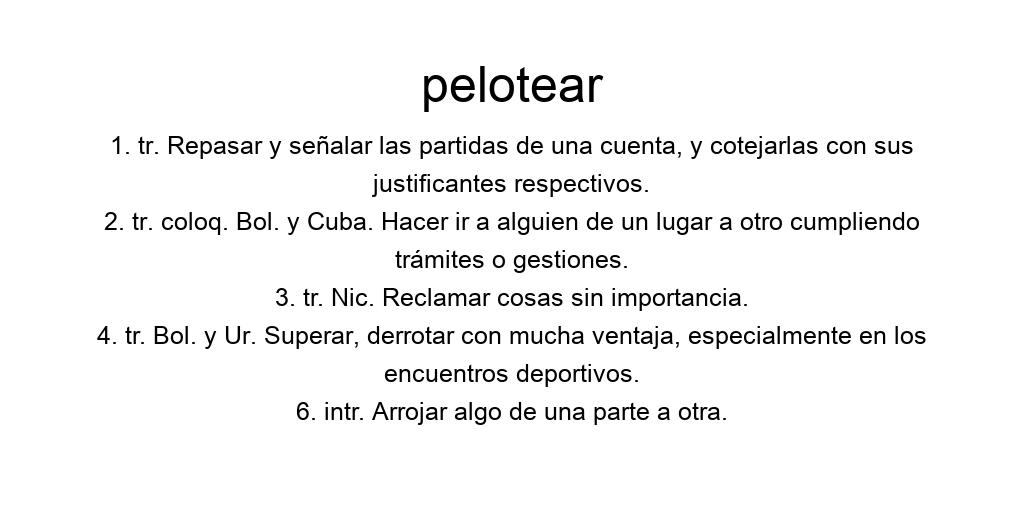 pelotear
1. tr. Repasar y señalar las partidas de una cuenta, y cotejarlas con sus
justificantes respectivos.
2. tr. coloq. Bol. y Cuba. Hacer ir a alguien de un lugar a otro cumpliendo
trámites o gestiones.
3. tr. Nic. Reclamar cosas sin importancia.
4. tr. Bol. y Ur. Superar, derrotar con mucha ventaja, especialmente en los
encuentros deportivos.
6. intr. Arrojar algo de una parte a otra.